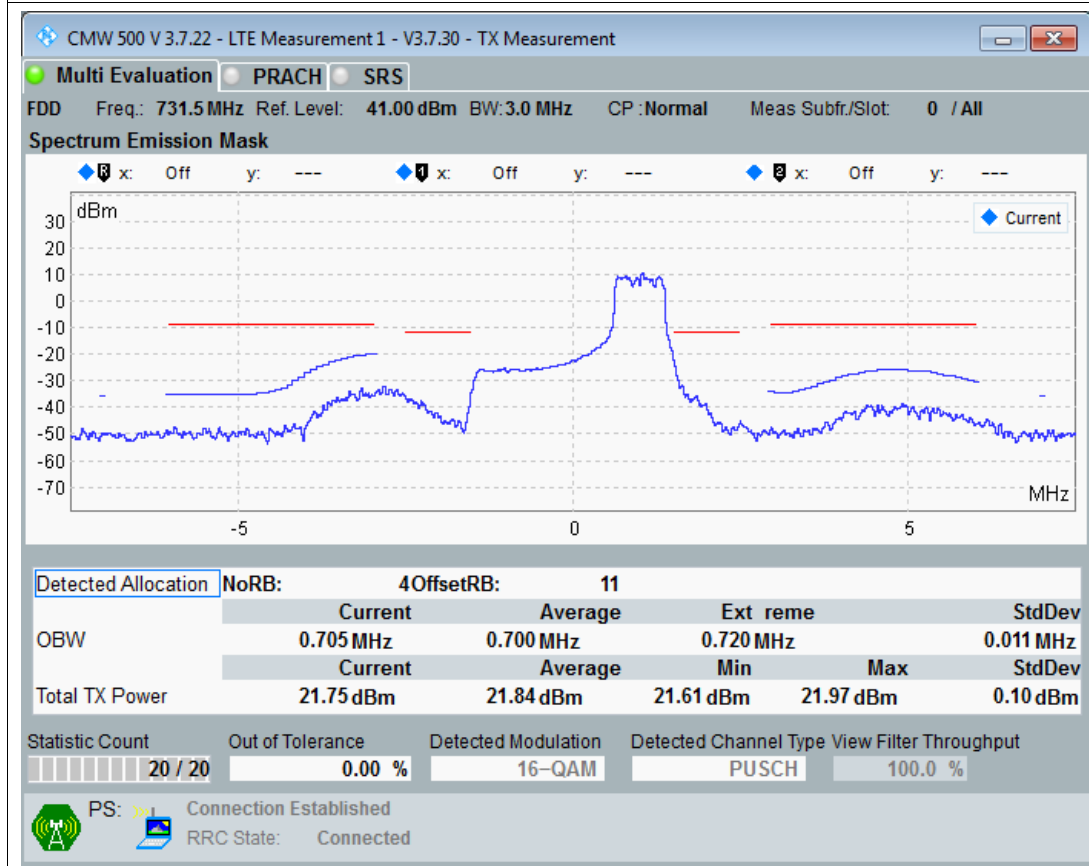 CMW 500 V 3.7.22 - LTE Measurement 1 - V3.7.30 - TX Measurement
Multi Evaluation PRACH SRS
FDD Freq.: 731.5 MHz Ref. Level: 41.00 dBm BW: 3.0 MHz CP : Normal Meas Subfr./Slot: 0 / All
Spectrum Emission Mask
R x: Off y: --- 1 x: Off y: --- 2 x: Off y: ---
dBm
Current
30
20
10
0
-10
-20
-30
-40
-50
-60
-70
MHz
-5 0 5
Detected Allocation NoRB: 4 OffsetRB: 11
Current Average Ext reme StdDev
OBW 0.705 MHz 0.700 MHz 0.720 MHz 0.011 MHz
Current Average Min Max StdDev
Total TX Power 21.75 dBm 21.84 dBm 21.61 dBm 21.97 dBm 0.10 dBm
Statistic Count Out of Tolerance Detected Modulation Detected Channel Type View Filter Throughput
20 / 20 0.00 % 16-QAM PUSCH 100.0 %
PS: Connection Established
RRC State: Connected